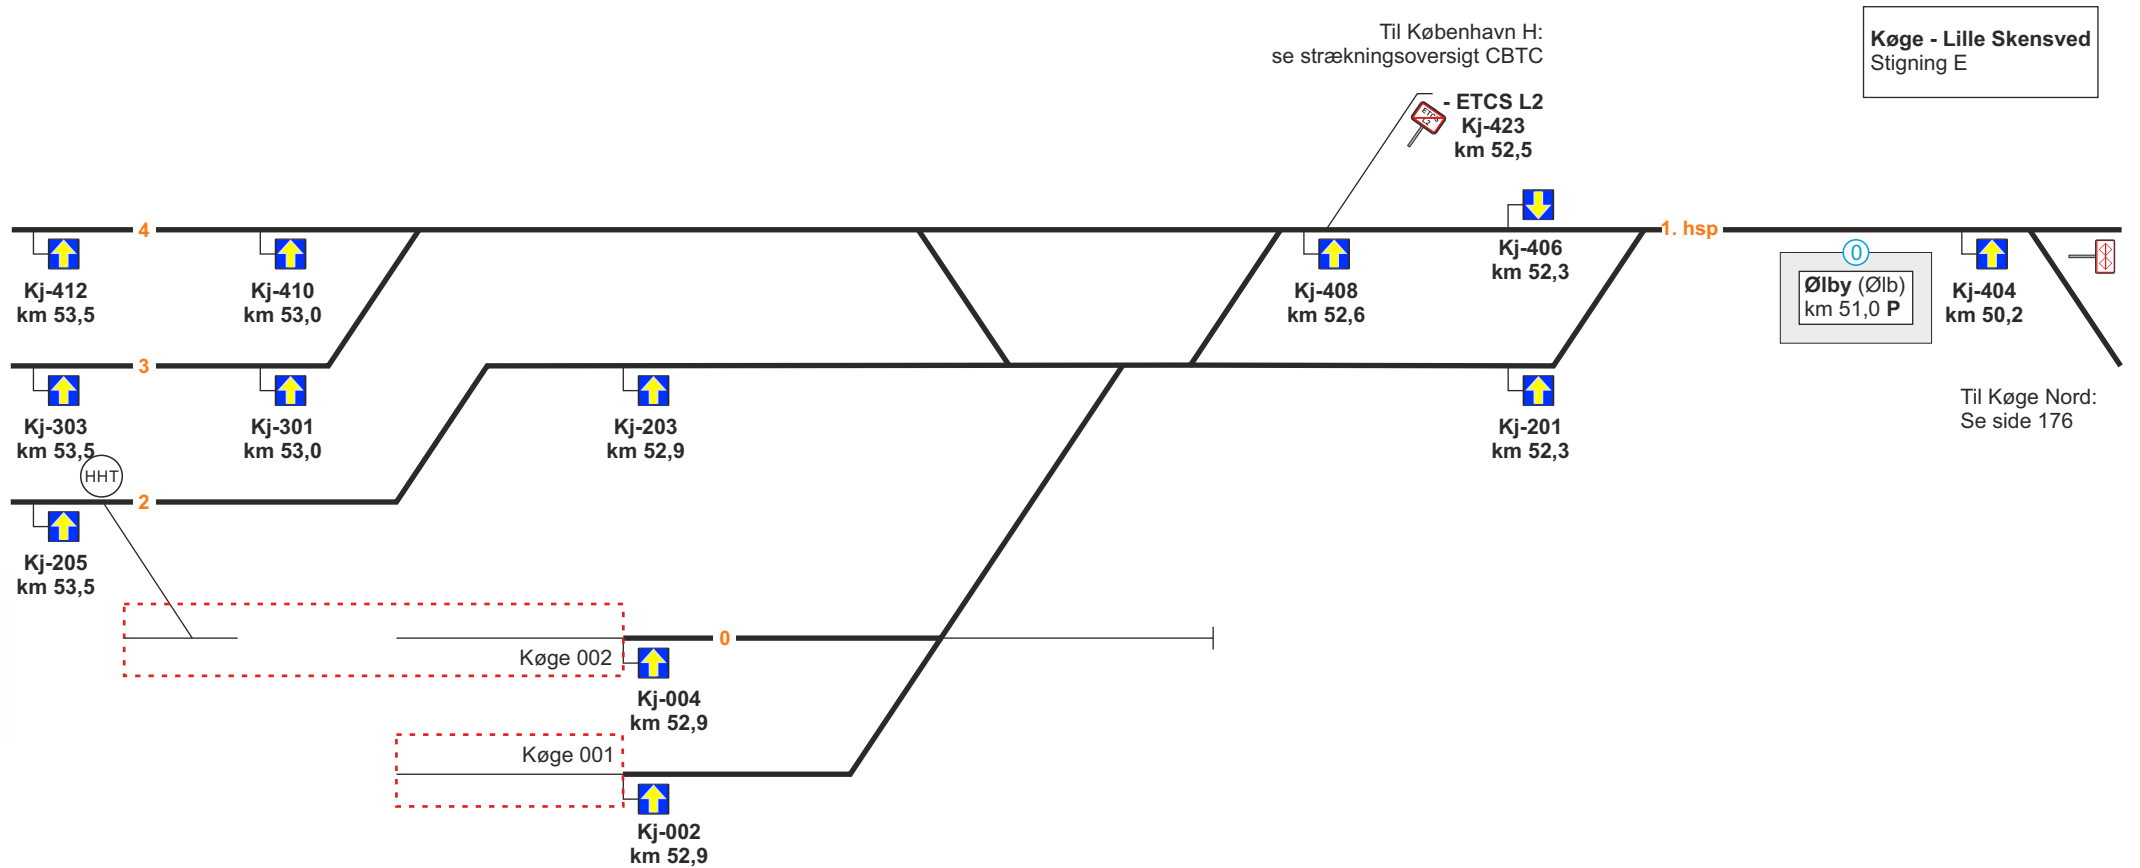 Til København H:
se strækningsoversigt CBTC
Køge - Lille Skensved
Stigning E
- ETCS L2
Kj-423
km 52,5
ETCS
L2
4
1. hsp
Kj-412
km 53,5
Kj-410
km 53,0
Kj-408
km 52,6
Kj-406
km 52,3
0
Ølby (Ølb)
km 51,0 P
Kj-404
km 50,2
3
Kj-303
km 53,5
Kj-301
km 53,0
Kj-203
km 52,9
Kj-201
km 52,3
Til Køge Nord:
Se side 176
HHT
2
Kj-205
km 53,5
0
Køge 002
Kj-004
km 52,9
Køge 001
Kj-002
km 52,9